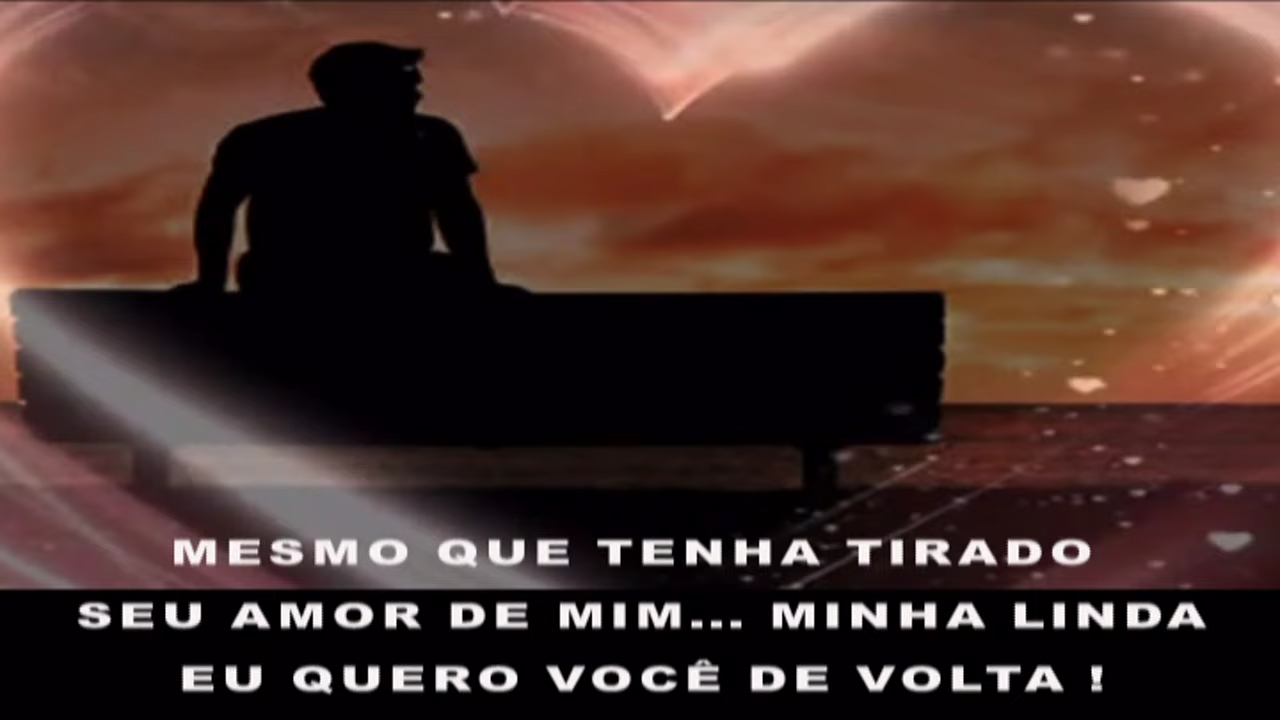 MESMO QUE TENHA TIRADO
SEU AMOR DE MIM... MINHA LINDA
EU QUERO VOCÊ DE VOLTA !